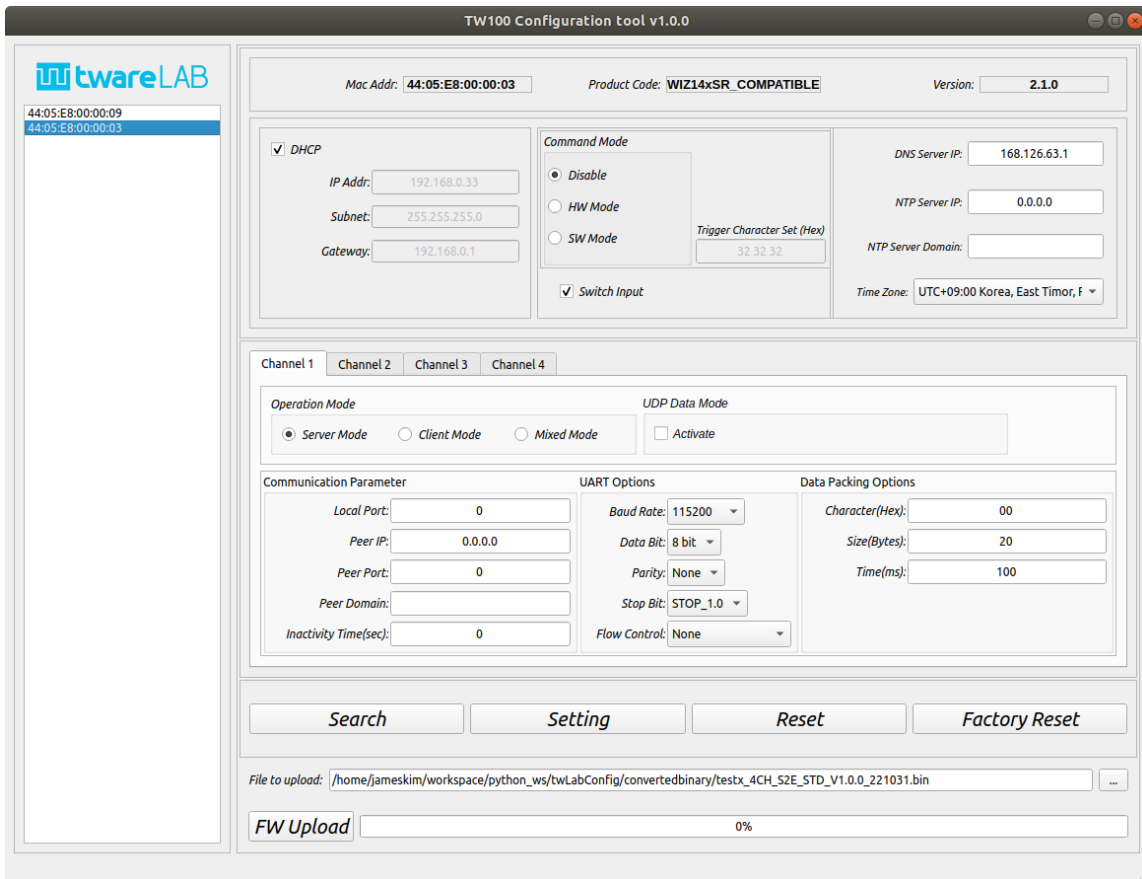 TW100 Configuration tool v1.0.0
twareLAB
44:05:E8:00:00:09
44:05:E8:00:00:03
Mac Addr: 44:05:E8:00:00:03 Product Code: WIZ14xSR_COMPATIBLE Version: 2.1.0
DHCP
IP Addr: 192.168.0.33
Subnet: 255.255.255.0
Gateway: 192.168.0.1
Command Mode
Disable
HW Mode
SW Mode
Trigger Character Set (Hex)
32 32 32
Switch Input
DNS Server IP: 168.126.63.1
NTP Server IP: 0.0.0.0
NTP Server Domain:
Time Zone: UTC+09:00 Korea, East Timor, F
Channel 1 Channel 2 Channel 3 Channel 4
Operation Mode
Server Mode Client Mode Mixed Mode
UDP Data Mode
Activate
Communication Parameter
Local Port: 0
Peer IP: 0.0.0.0
Peer Port: 0
Peer Domain:
Inactivity Time(sec): 0
UART Options
Baud Rate: 115200
Data Bit: 8 bit
Parity: None
Stop Bit: STOP_1.0
Flow Control: None
Data Packing Options
Character(Hex): 00
Size(Bytes): 20
Time(ms): 100
Search Setting Reset Factory Reset
File to upload: /home/jameskim/workspace/python_ws/twLabConfig/convertedbinary/testx_4CH_S2E_STD_V1.0.0_221031.bin ...
FW Upload 0%